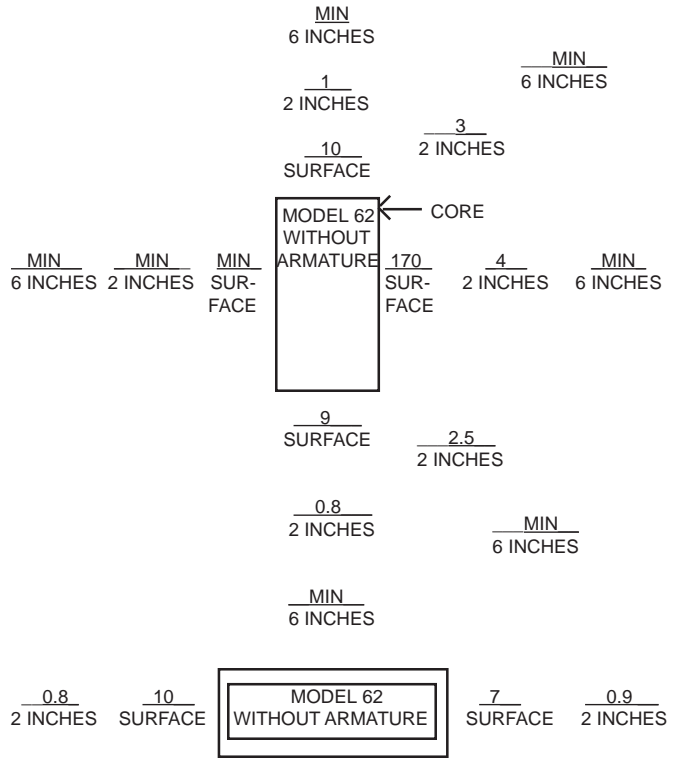 MIN
6 INCHES
MIN
6 INCHES
1
2 INCHES
3
2 INCHES
10
SURFACE
MODEL 62
WITHOUT
ARMATURE
CORE
MIN
6 INCHES
MIN
2 INCHES
MIN
SUR-
FACE
170
SUR-
FACE
4
2 INCHES
MIN
6 INCHES
9
SURFACE
2.5
2 INCHES
0.8
2 INCHES
MIN
6 INCHES
MIN
6 INCHES
0.8
2 INCHES
10
SURFACE
MODEL 62
WITHOUT ARMATURE
7
SURFACE
0.9
2 INCHES